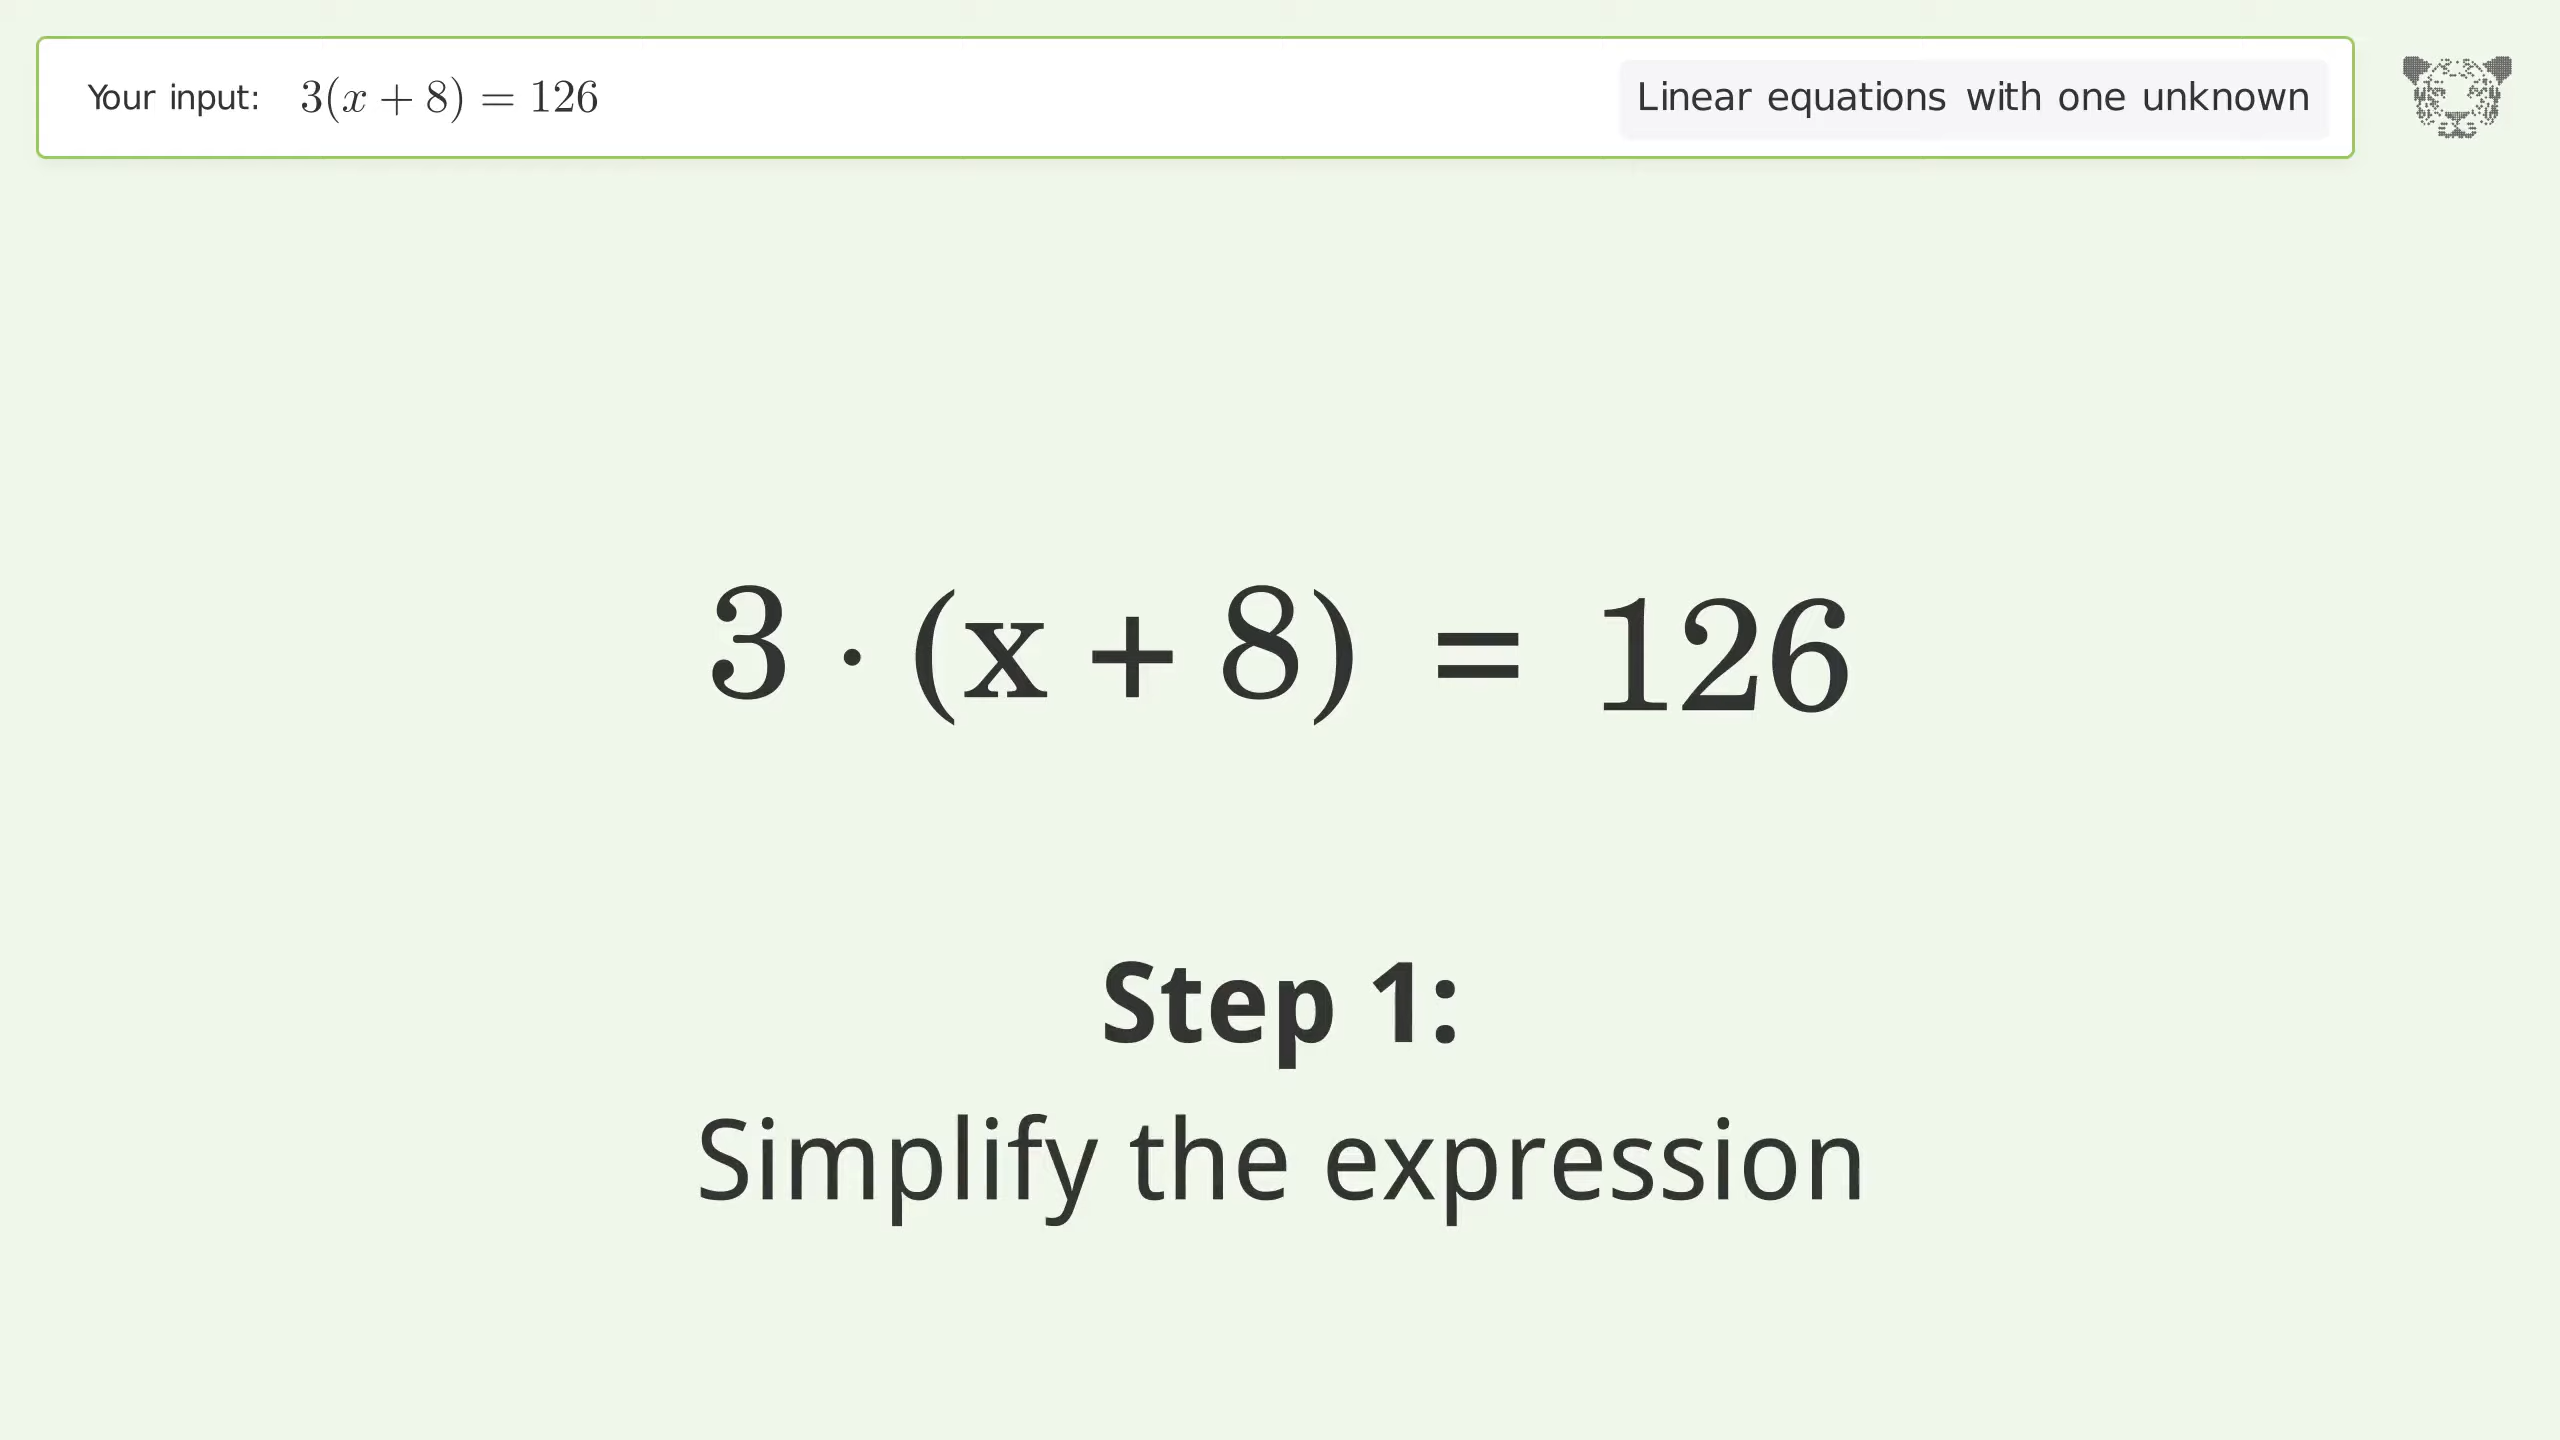 Your input: 3(x + 8) = 126
Linear equations with one unknown
3 · (x + 8) = 126
Step 1:
Simplify the expression